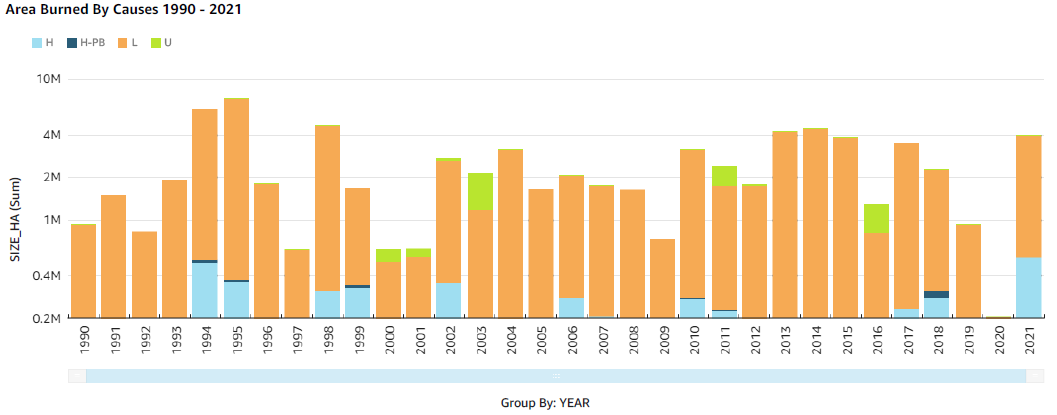 Area Burned By Causes 1990 - 2021
H H-PB L U
10M
4M
2M
1M
0.4M
0.2M
SIZE_HA (Sum)
1990 1991 1992 1993 1994 1995 1996 1997 1998 1999 2000 2001 2002 2003 2004 2005 2006 2007 2008 2009 2010 2011 2012 2013 2014 2015 2016 2017 2018 2019 2020 2021
Group By: YEAR